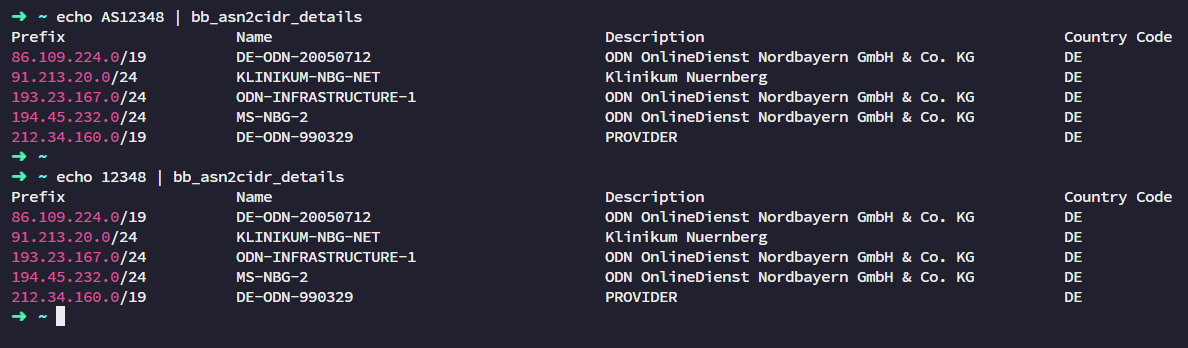 ➜ ~ echo AS12348 | bb_asn2cidr_details
Prefix Name Description Country Code
86.109.224.0/19 DE-ODN-20050712 ODN OnlineDienst Nordbayern GmbH & Co. KG DE
91.213.20.0/24 KLINIKUM-NBG-NET Klinikum Nuernberg DE
193.23.167.0/24 ODN-INFRASTRUCTURE-1 ODN OnlineDienst Nordbayern GmbH & Co. KG DE
194.45.232.0/24 MS-NBG-2 ODN OnlineDienst Nordbayern GmbH & Co. KG DE
212.34.160.0/19 DE-ODN-990329 PROVIDER DE
➜ ~
➜ ~ echo 12348 | bb_asn2cidr_details
Prefix Name Description Country Code
86.109.224.0/19 DE-ODN-20050712 ODN OnlineDienst Nordbayern GmbH & Co. KG DE
91.213.20.0/24 KLINIKUM-NBG-NET Klinikum Nuernberg DE
193.23.167.0/24 ODN-INFRASTRUCTURE-1 ODN OnlineDienst Nordbayern GmbH & Co. KG DE
194.45.232.0/24 MS-NBG-2 ODN OnlineDienst Nordbayern GmbH & Co. KG DE
212.34.160.0/19 DE-ODN-990329 PROVIDER DE
➜ ~